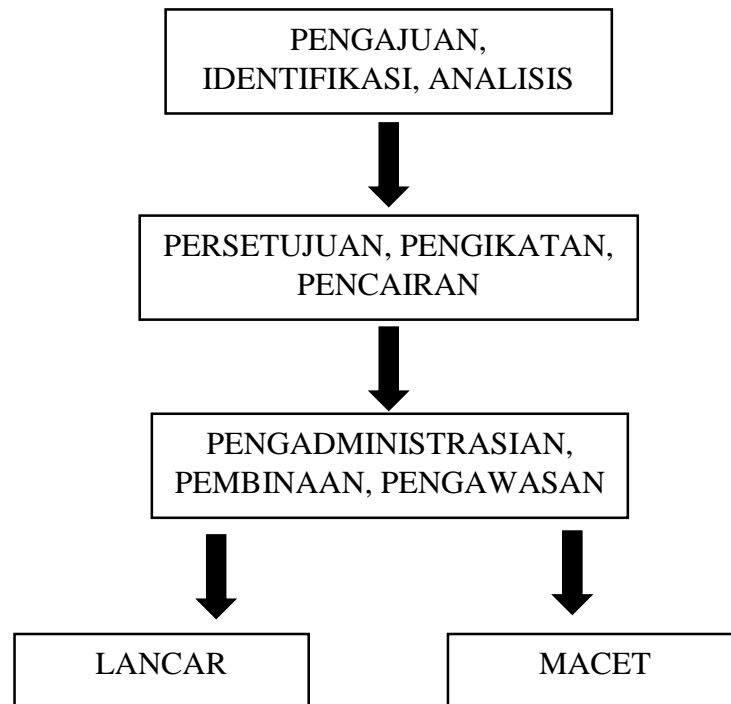 PENGAJUAN,
IDENTIFIKASI, ANALISIS
PERSETUJUAN, PENGIKATAN,
PENCAIRAN
PENGADMINISTRASIAN,
PEMBINAAN, PENGAWASAN
LANCAR
MACET